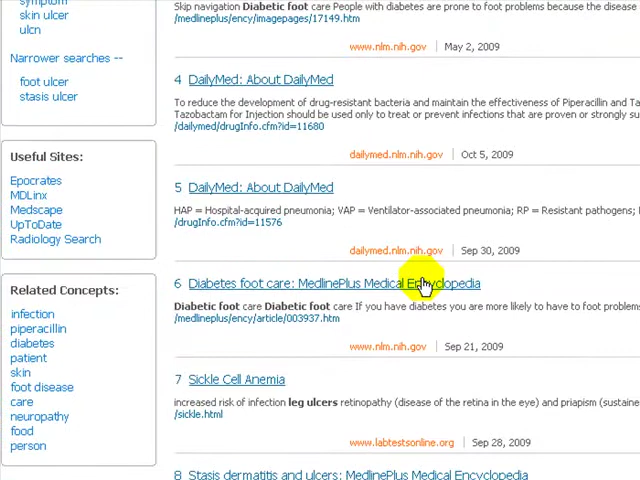 symptom
skin ulcer
ulcn
Narrower searches --
foot ulcer
stasis ulcer
Useful Sites:
Epocrates
MDLinx
Medscape
UpToDate
Radiology Search
Related Concepts:
infection
piperacillin
diabetes
patient
skin
foot disease
care
neuropathy
food
person
Skip navigation Diabetic foot care People with diabetes are prone to foot problems because the disease
/medlineplus/ency/imagepages/17149.htm
www.nlm.nih.gov | May 2, 2009
4 DailyMed: About DailyMed
To reduce the development of drug-resistant bacteria and maintain the effectiveness of Piperacillin and Ta
Tazobactam for Injection should be used only to treat or prevent infections that are proven or strongly su
/dailymed/drugInfo.cfm?id=11680
dailymed.nlm.nih.gov | Oct 5, 2009
5 DailyMed: About DailyMed
HAP = Hospital-acquired pneumonia; VAP = Ventilator-associated pneumonia; RP = Resistant pathogens;
/drugInfo.cfm?id=11576
dailymed.nlm.nih.gov | Sep 30, 2009
6 Diabetes foot care: MedlinePlus Medical Encyclopedia
Diabetic foot care Diabetic foot care If you have diabetes you are more likely to have to foot problems
/medlineplus/ency/article/003937.htm
www.nlm.nih.gov | Sep 21, 2009
7 Sickle Cell Anemia
increased risk of infection leg ulcers retinopathy (disease of the retina in the eye) and priapism (sustaine
/sickle.html
www.labtestsonline.org | Sep 28, 2009
8 Stasis dermatitis and ulcers: MedlinePlus Medical Encyclopedia